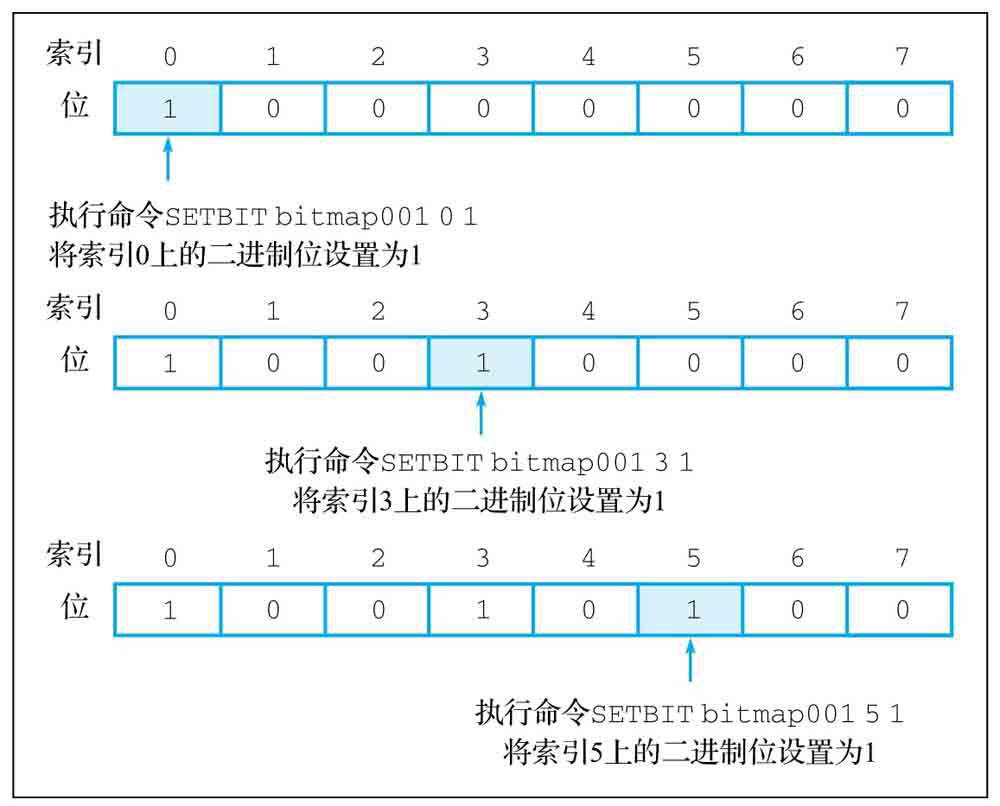 索引 0 1 2 3 4 5 6 7
位 1 0 0 0 0 0 0 0
执行命令SETBIT bitmap001 0 1
将索引0上的二进制位设置为1
索引 0 1 2 3 4 5 6 7
位 1 0 0 1 0 0 0 0
执行命令SETBIT bitmap001 3 1
将索引3上的二进制位设置为1
索引 0 1 2 3 4 5 6 7
位 1 0 0 1 0 1 0 0
执行命令SETBIT bitmap001 5 1
将索引5上的二进制位设置为1